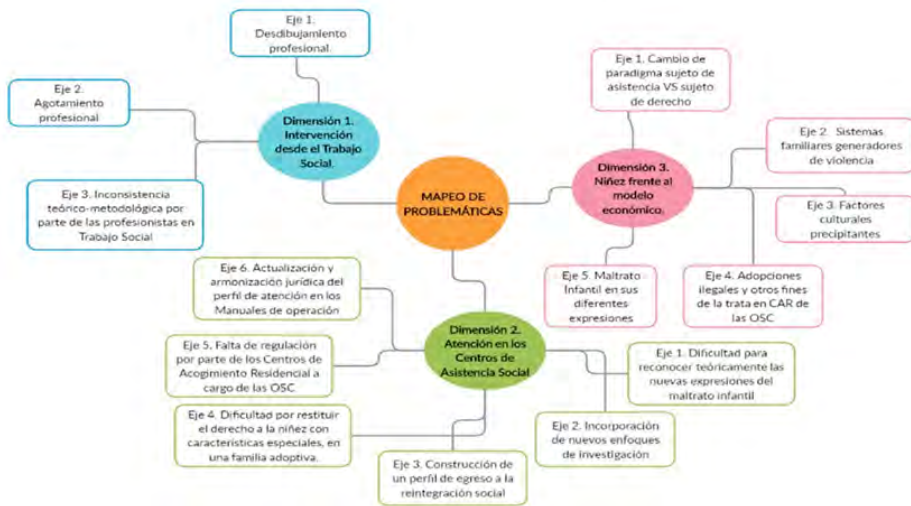 MAPEO DE
PROBLEMÁTICAS
Dimensión 1.
Intervención
desde el Trabajo
Social.
Eje 1.
Desdibujamiento
profesional.
Eje 2.
Agotamiento
profesional
Eje 3. Inconsistencia
teórico-metodológica por
parte de las profesionistas en
Trabajo Social
Dimensión 2.
Atención en los
Centros de
Asistencia Social
Eje 1. Dificultad para
reconocer teóricamente las
nuevas expresiones del
maltrato infantil
Eje 2. Incorporación
de nuevos enfoques
de investigación
Eje 3. Construcción de
un perfil de egreso a la
reintegración social
Eje 4. Dificultad por restituir
el derecho a la niñez con
características especiales, en
una familia adoptiva.
Eje 5. Falta de regulación
por parte de los Centros de
Acogimiento Residencial a
cargo de las OSC
Eje 6. Actualización y
armonización jurídica del
perfil de atención en los
Manuales de operación
Dimensión 3.
Niñez frente al
modelo
económico.
Eje 1. Cambio de
paradigma sujeto de
asistencia VS sujeto
de derecho
Eje 2. Sistemas
familiares generadores
de violencia
Eje 3. Factores
culturales
precipitantes
Eje 4. Adopciones
ilegales y otros fines
de la trata en CAR de
las OSC
Eje 5. Maltrato
Infantil en sus
diferentes
expresiones